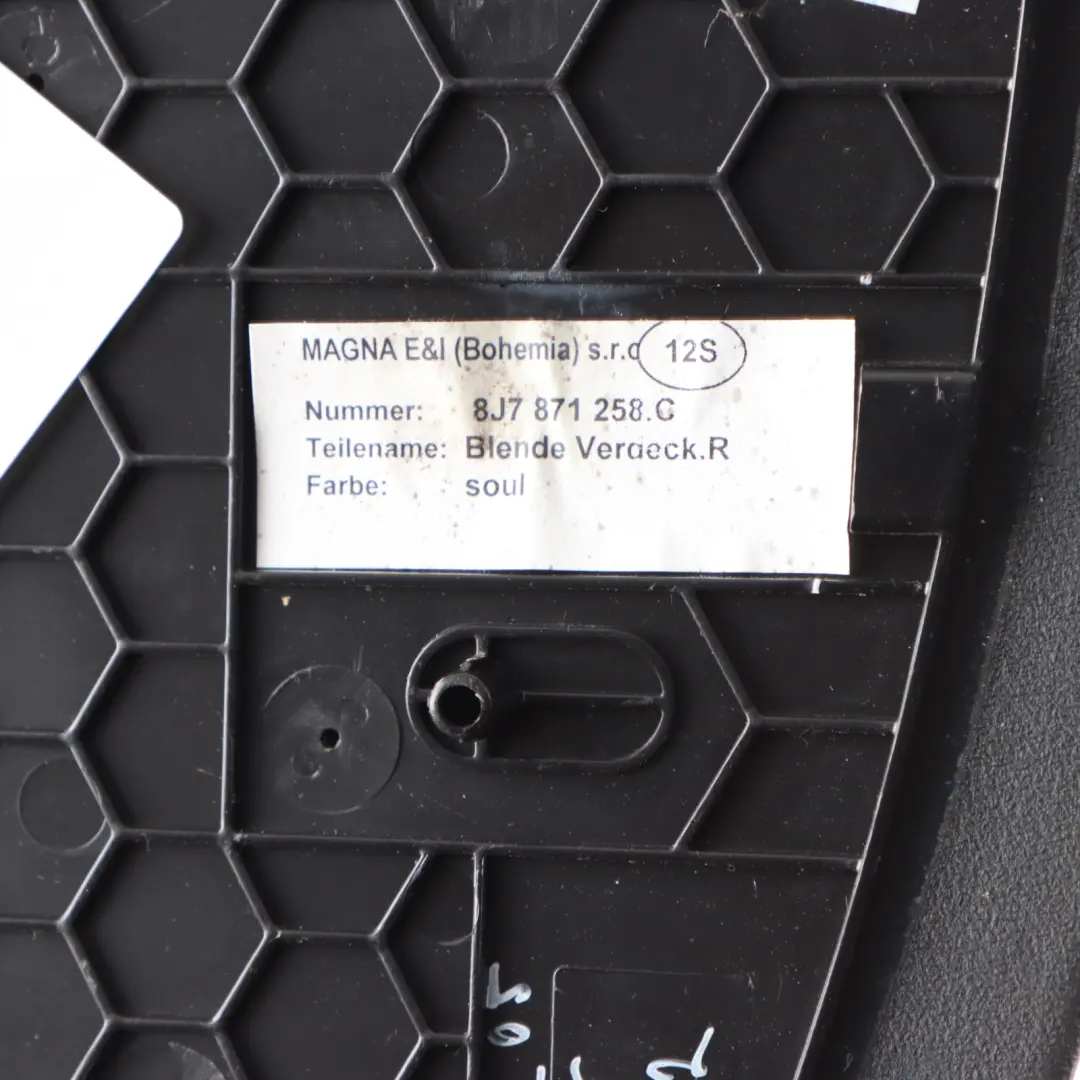 MAGNA E&I (Bohemia) s.r.o 12S
Nummer: 8J7 871 258.C
Teilename: Blende Verdeck.R
Farbe: soul